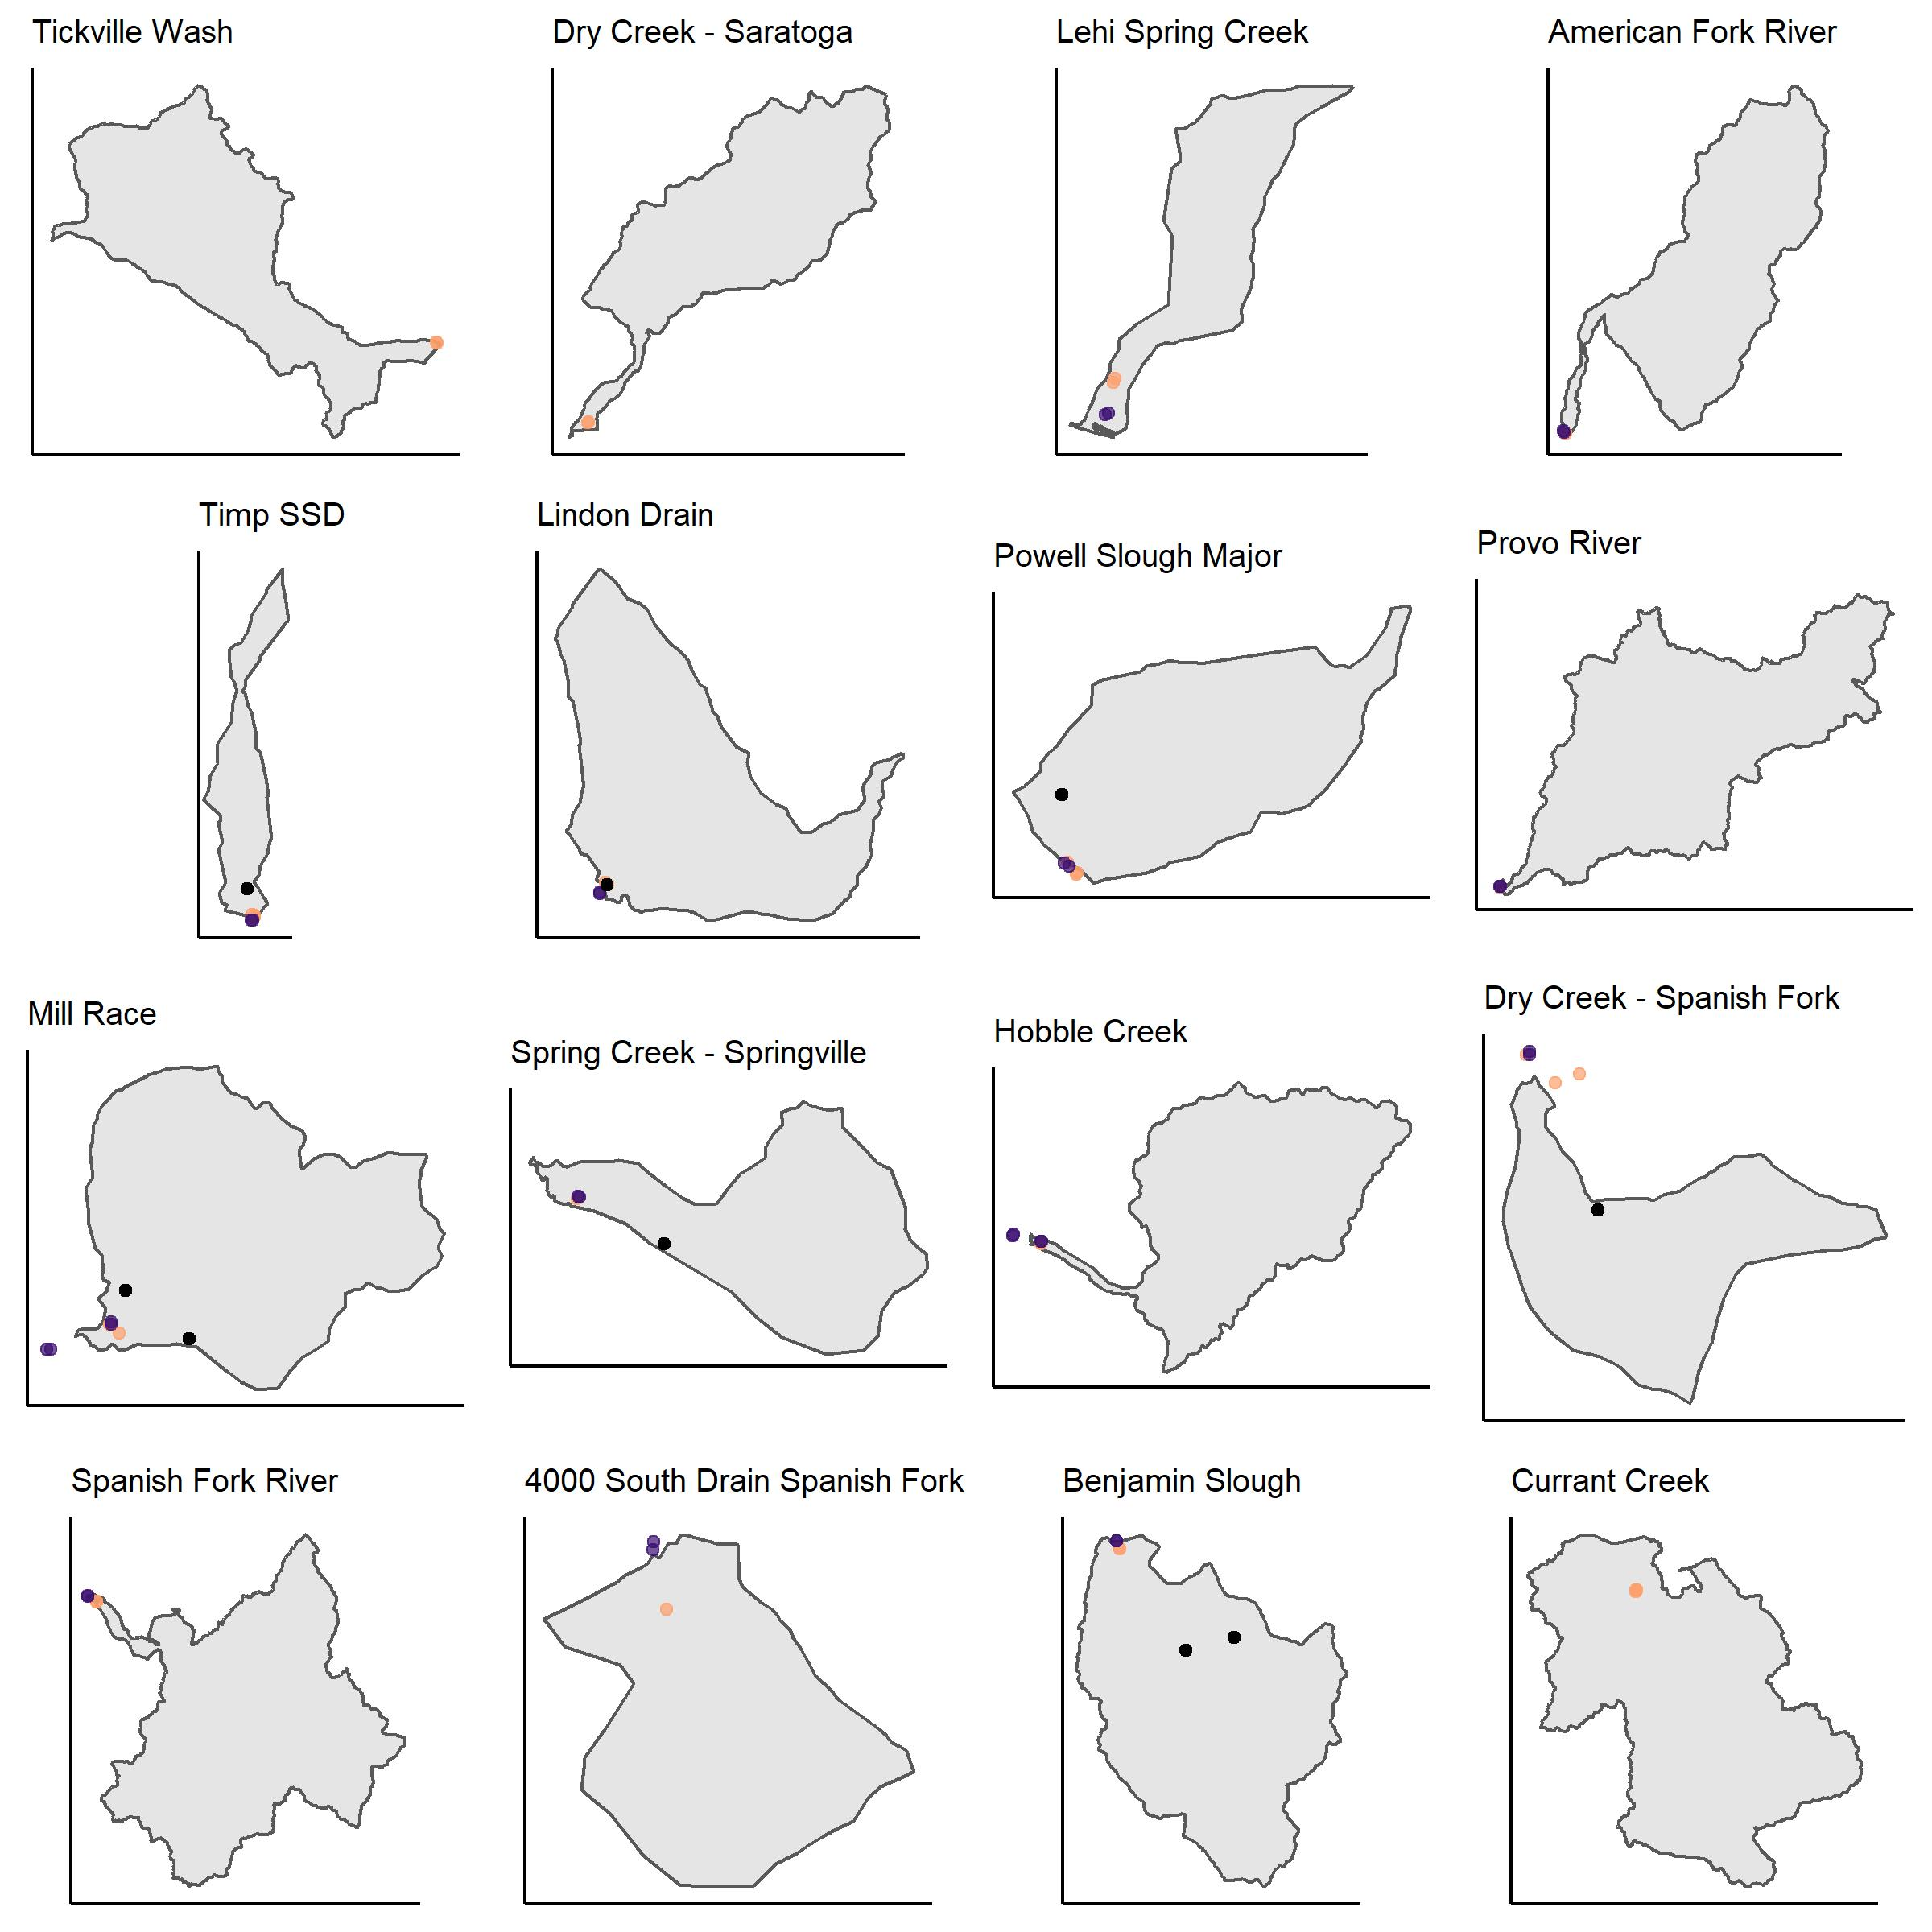 Tickville Wash
Dry Creek - Saratoga
Lehi Spring Creek
American Fork River
Timp SSD
Lindon Drain
Powell Slough Major
Provo River
Mill Race
Spring Creek - Springville
Hobble Creek
Dry Creek - Spanish Fork
Spanish Fork River
4000 South Drain Spanish Fork
Benjamin Slough
Currant Creek